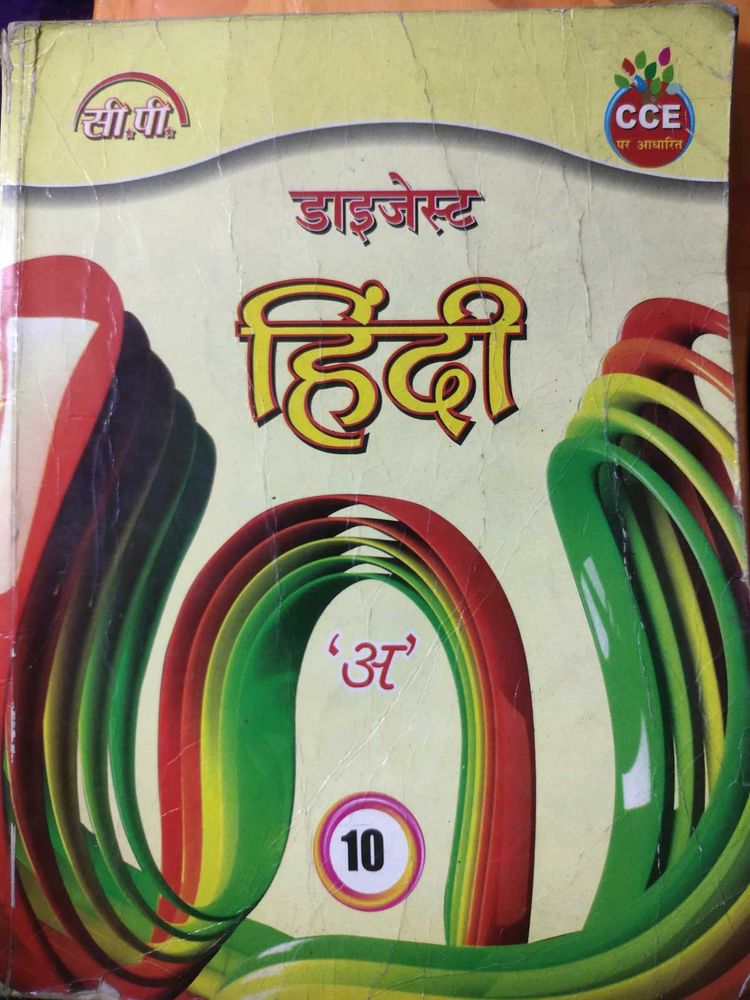 सी.पी.
CCE
पर आधारित
डाइजेस्ट
हिंदी
‘अ’
10